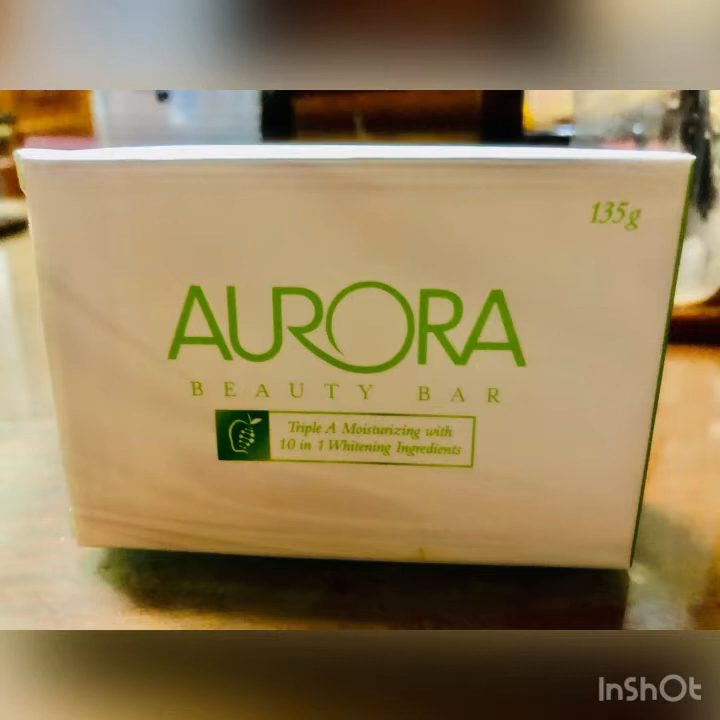 135g
AURORA
BEAUTY BAR
Triple A Moisturizing with
10 in 1 Whitening Ingredients
InShOt